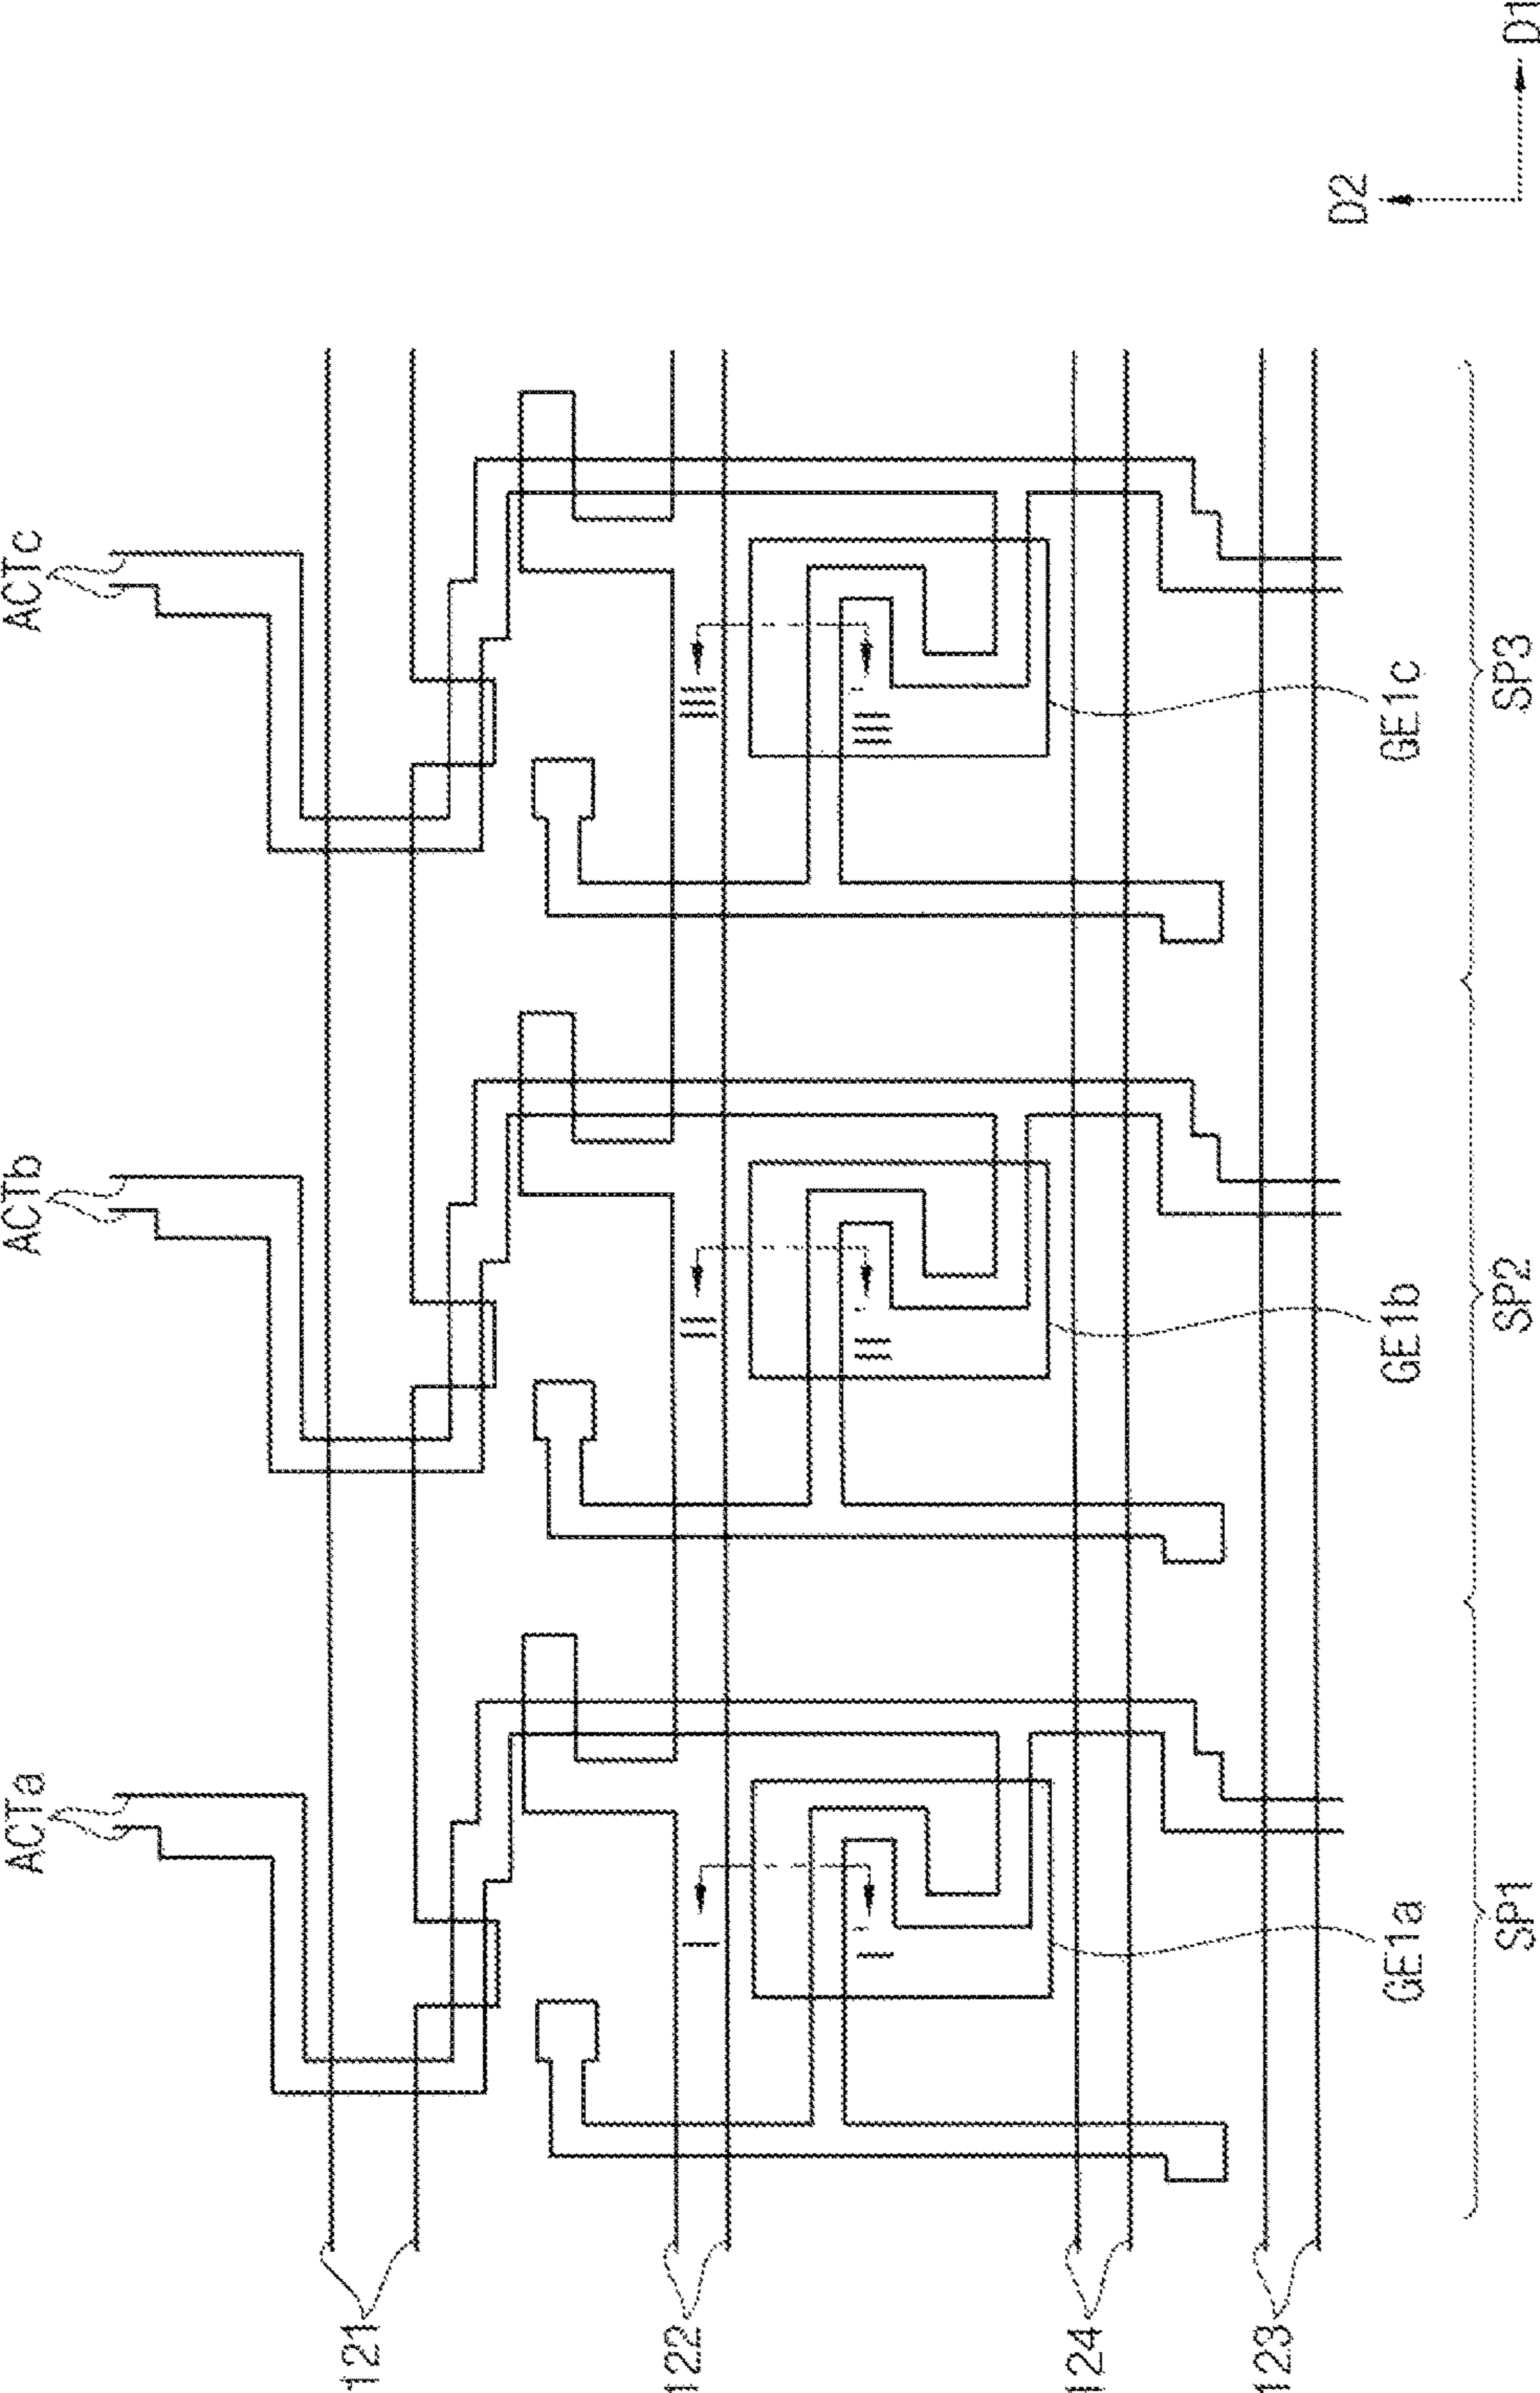 ACTa
ACTb
ACTc
121
122
I
II
III
I'
II'
III'
124
123
D2
GE1a
GE1b
GE1c
SP1
SP2
SP3
D1